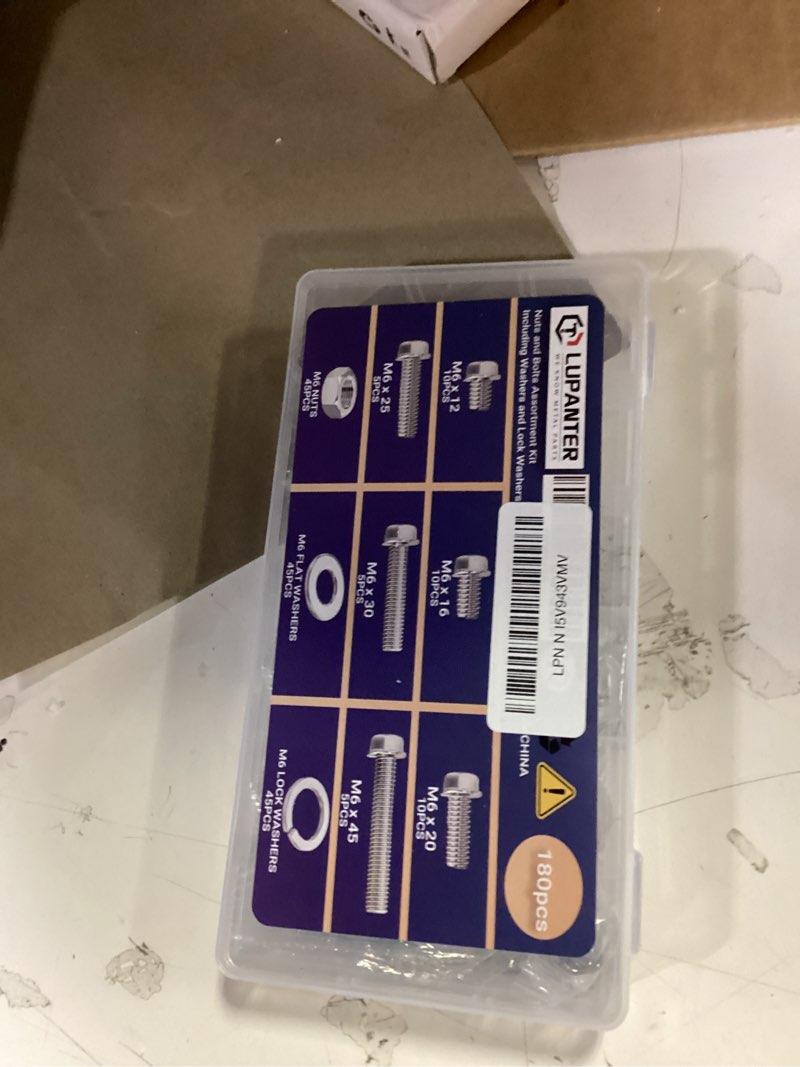 LUPANTER
WE KNOW METAL PARTS
Nuts and Bolts Assortment Kit
Including Washers and Lock Washers
LPN N I5V943VMV
CHINA
180pcs
M6 x 12
10PCS
M6 x 16
10PCS
M6 x 20
10PCS
M6 x 25
5PCS
M6 x 30
5PCS
M6 x 45
5PCS
M6 NUTS
45PCS
M6 FLAT WASHERS
45PCS
M6 LOCK WASHERS
45PCS